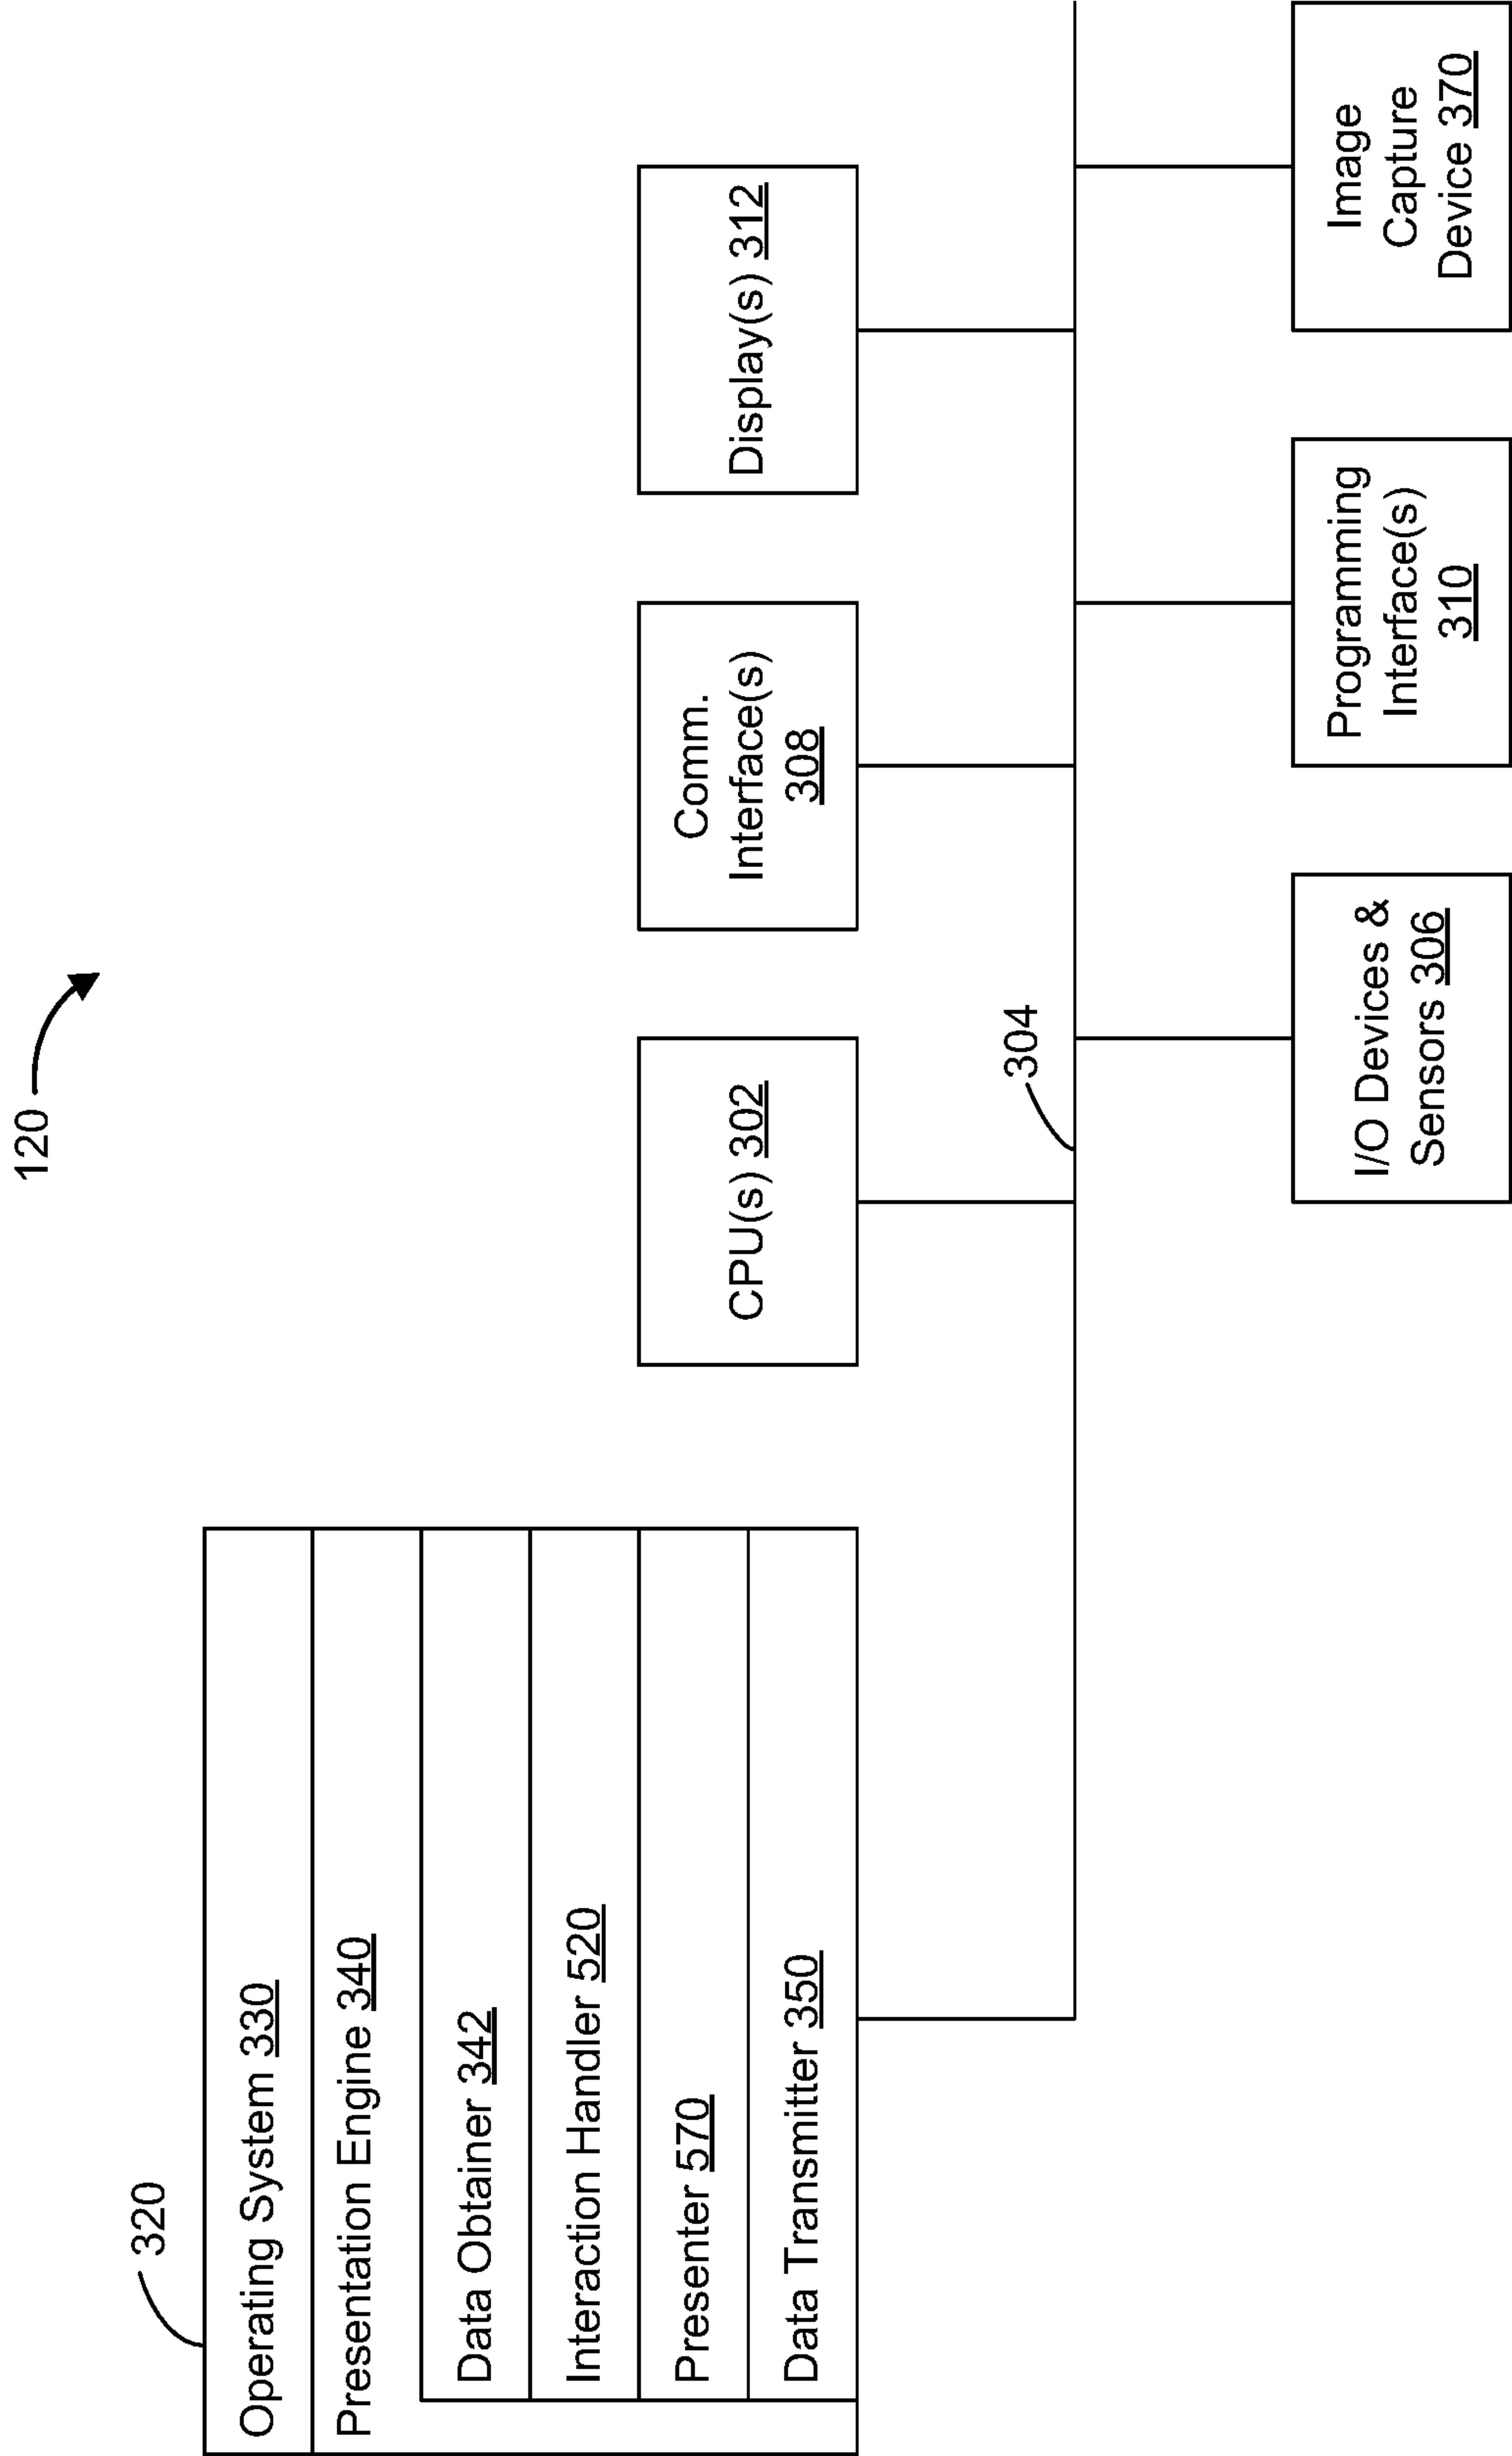 120
320
Operating System 330
Presentation Engine 340
Data Obtainer 342
Interaction Handler 520
Presenter 570
Data Transmitter 350
CPU(s) 302
Comm.
Interface(s)
308
Display(s) 312
304
I/O Devices &
Sensors 306
Programming
Interface(s)
310
Image
Capture
Device 370